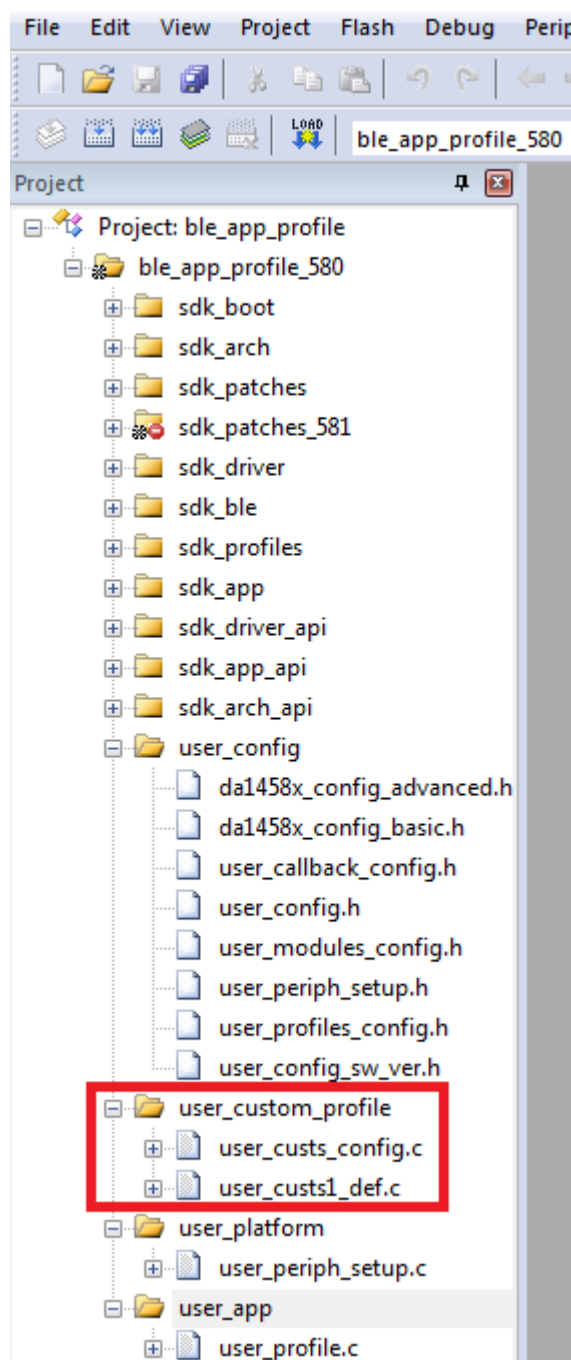 File Edit View Project Flash Debug Perip
LOAD ble_app_profile_580
Project
Project: ble_app_profile
ble_app_profile_580
sdk_boot
sdk_arch
sdk_patches
sdk_patches_581
sdk_driver
sdk_ble
sdk_profiles
sdk_app
sdk_driver_api
sdk_app_api
sdk_arch_api
user_config
da1458x_config_advanced.h
da1458x_config_basic.h
user_callback_config.h
user_config.h
user_modules_config.h
user_periph_setup.h
user_profiles_config.h
user_config_sw_ver.h
user_custom_profile
user_custs_config.c
user_custs1_def.c
user_platform
user_periph_setup.c
user_app
user_profile.c